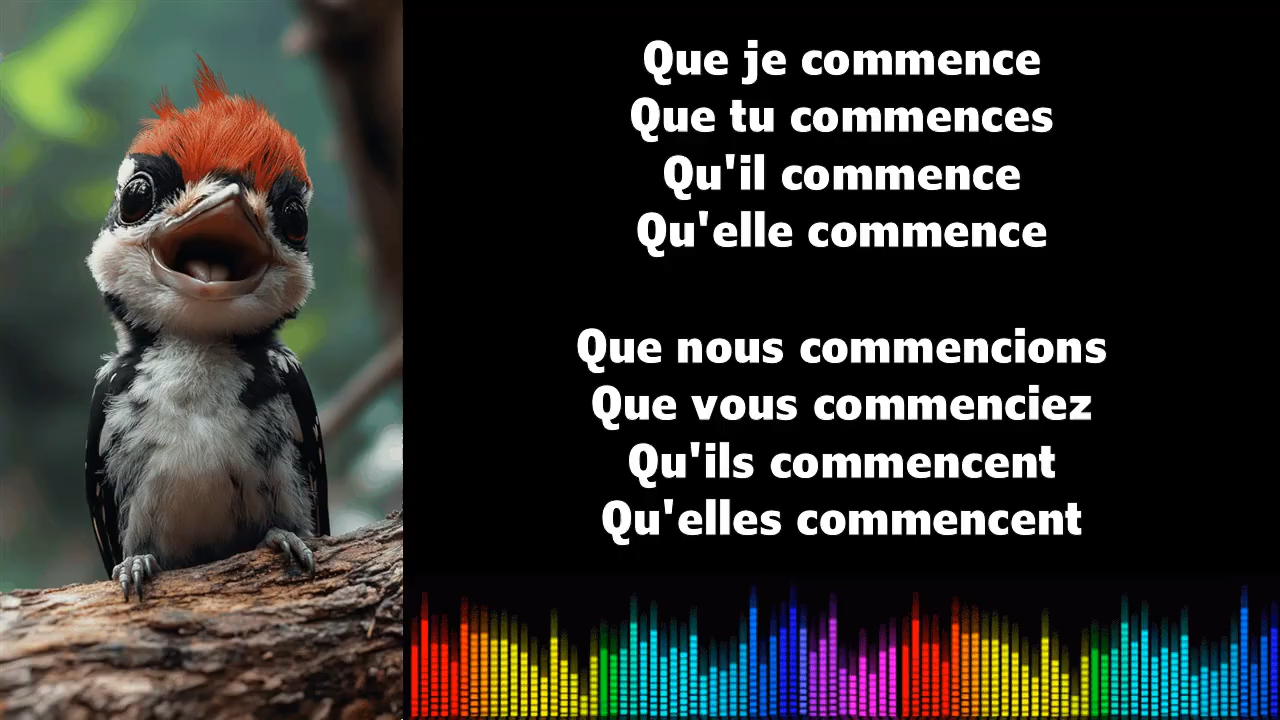 Que je commence
Que tu commences
Qu'il commence
Qu'elle commence
Que nous commencions
Que vous commenciez
Qu'ils commencent
Qu'elles commencent